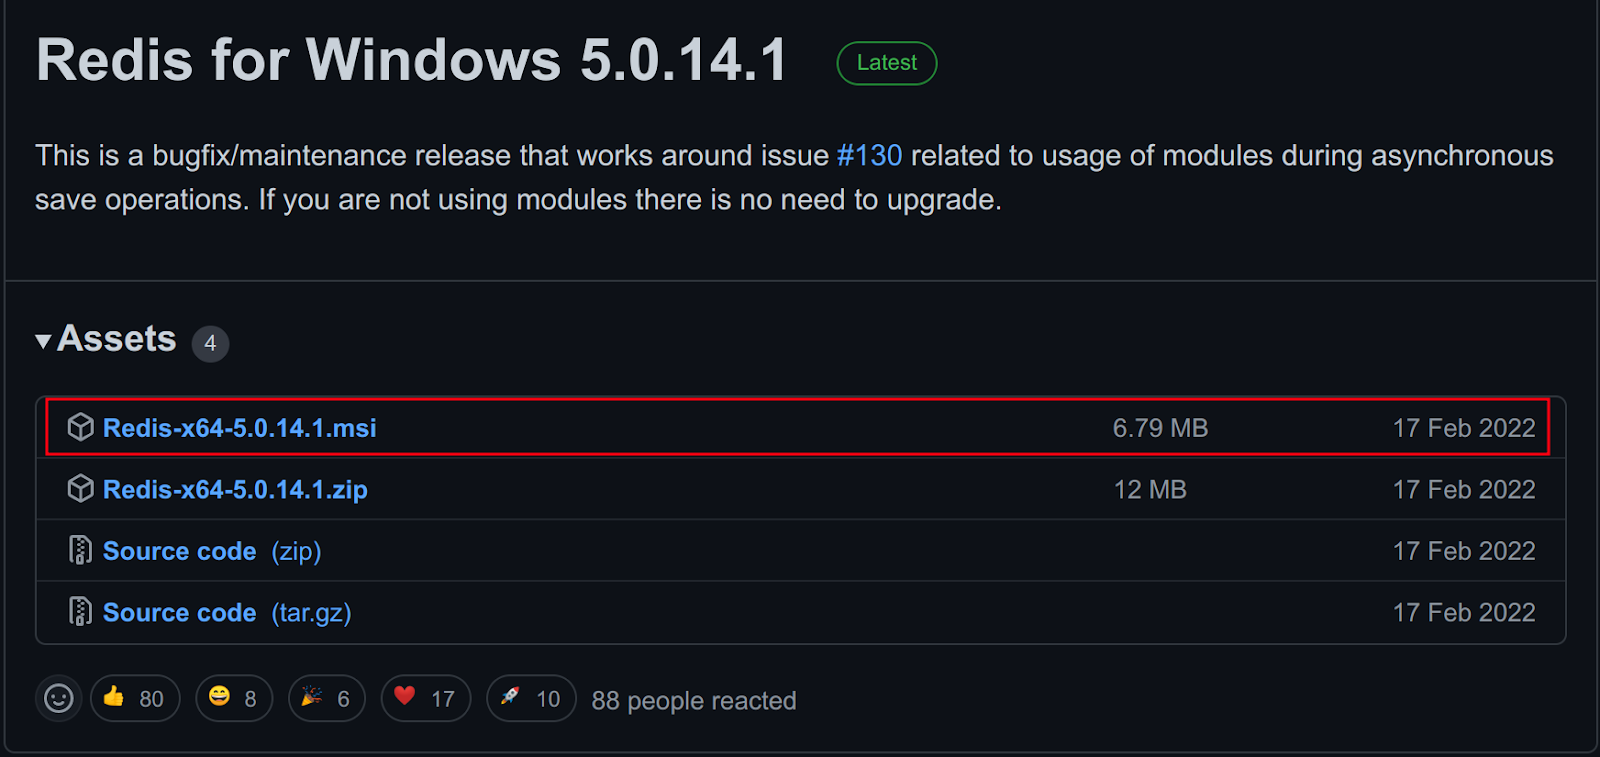 Redis for Windows 5.0.14.1 Latest
This is a bugfix/maintenance release that works around issue #130 related to usage of modules during asynchronous
save operations. If you are not using modules there is no need to upgrade.
Assets 4
Redis-x64-5.0.14.1.msi 6.79 MB 17 Feb 2022
Redis-x64-5.0.14.1.zip 12 MB 17 Feb 2022
Source code (zip) 17 Feb 2022
Source code (tar.gz) 17 Feb 2022
80 8 6 17 10 88 people reacted